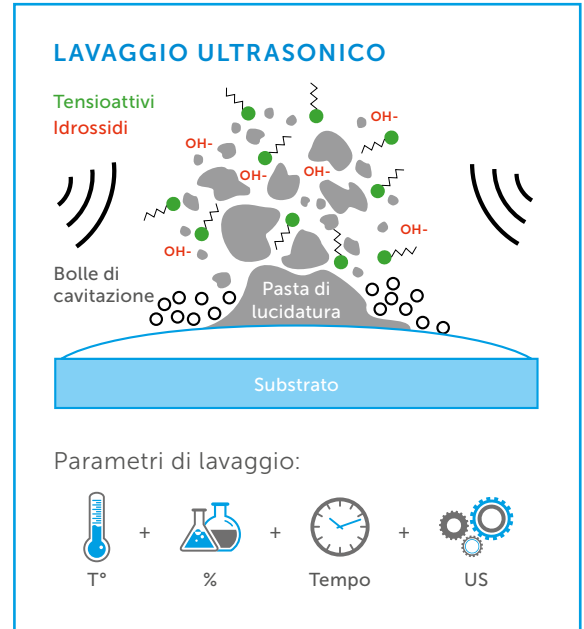 LAVAGGIO ULTRASONICO
Tensioattivi
Idrossidi
OH-
OH-
OH-
OH-
OH-
OH-
Bolle di
cavitazione
Pasta di
lucidatura
Substrato
Parametri di lavaggio:
+
+
+
T°
%
Tempo
US